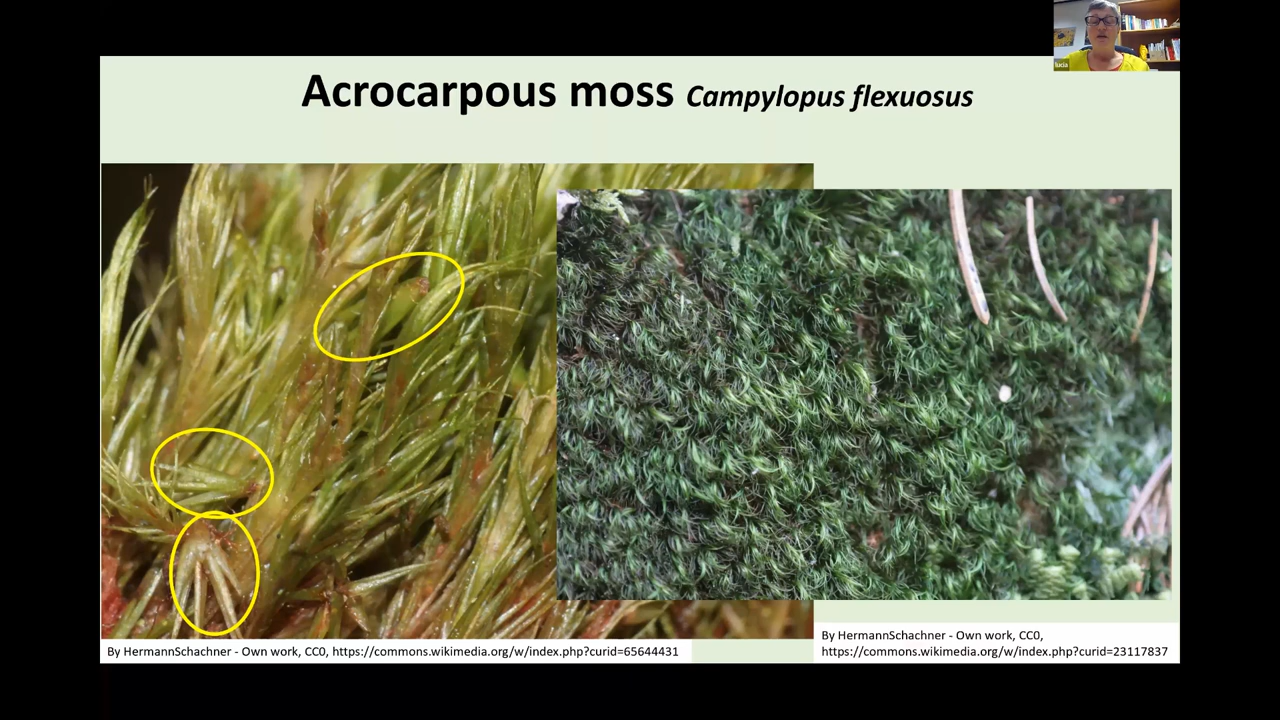 lucia
Acrocarpous moss Campylopus flexuosus
By HermannSchachner - Own work, CC0, https://commons.wikimedia.org/w/index.php?curid=65644431
By HermannSchachner - Own work, CC0,
https://commons.wikimedia.org/w/index.php?curid=23117837